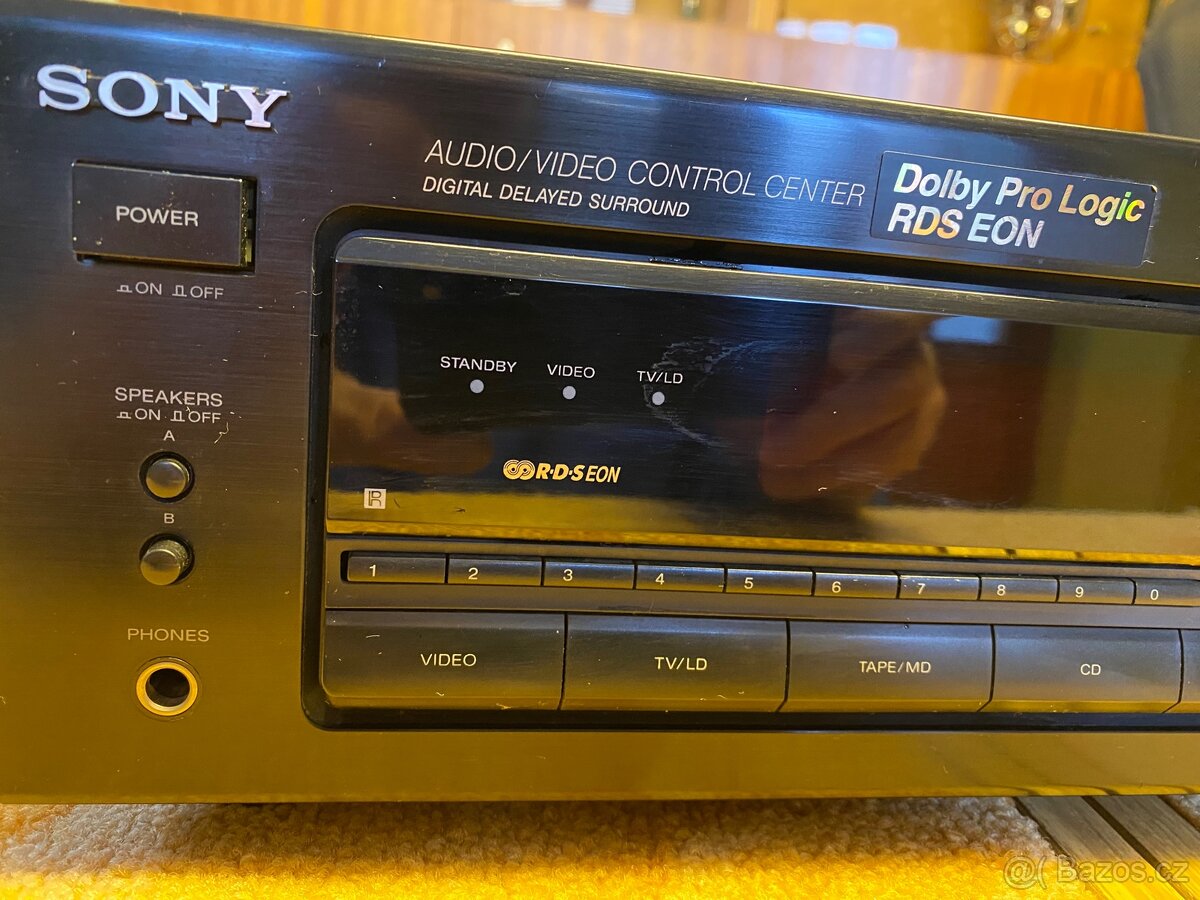 SONY
AUDIO/VIDEO CONTROL CENTER
DIGITAL DELAYED SURROUND
Dolby Pro Logic
RDS EON
POWER
ON OFF
STANDBY VIDEO TV/LD
SPEAKERS
ON OFF
A
R·D·S EON
R
B
1 2 3 4 5 6 7 8 9 0
PHONES
VIDEO TV/LD TAPE/MD CD
@( Bazos.cz